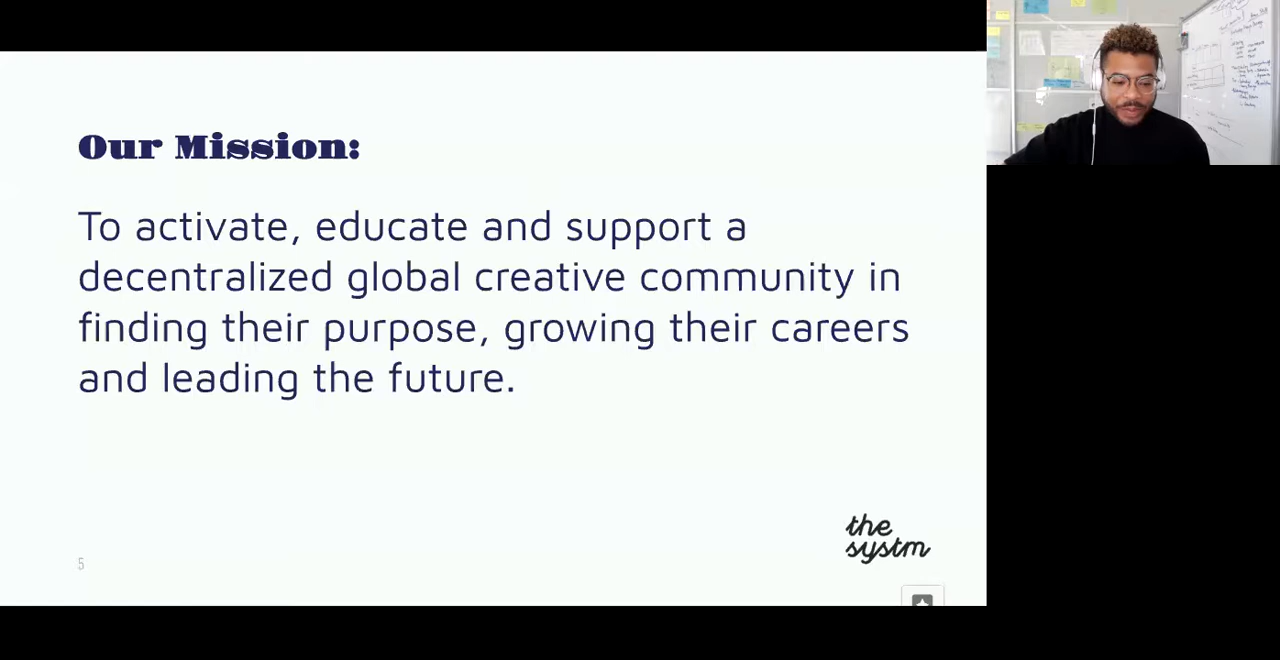 Our Mission:
To activate, educate and support a
decentralized global creative community in
finding their purpose, growing their careers
and leading the future.
the
systm
5